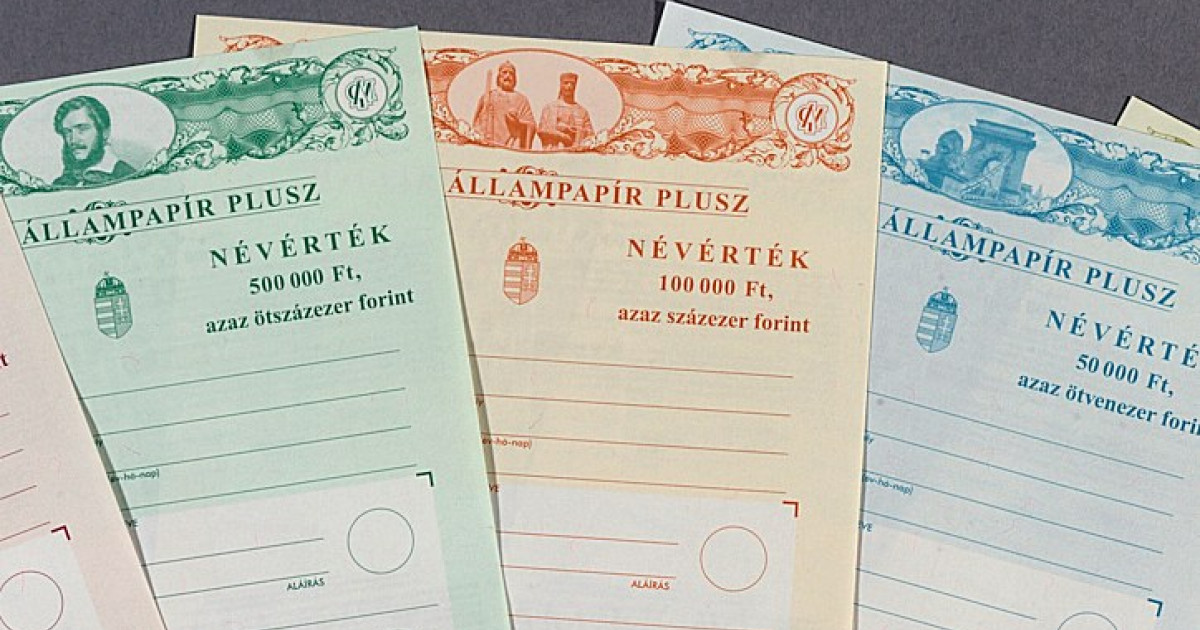 ÁLLAMPAPÍR PLUSZ
NÉVÉRTÉK
500 000 Ft,
azaz ötszázezer forint
ALÁÍRÁS
ÁLLAMPAPÍR PLUSZ
NÉVÉRTÉK
100 000 Ft,
azaz százezer forint
ALÁÍRÁS
ÁLLAMPAPÍR PLUSZ
50 000 Ft,
azaz ötvenezer